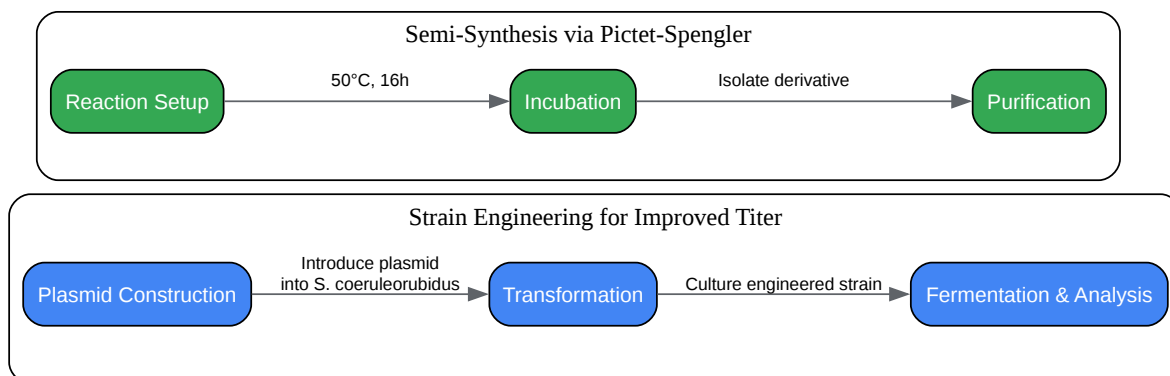 Semi-Synthesis via Pictet-Spengler
Reaction Setup
50°C, 16h
Incubation
Isolate derivative
Purification
Strain Engineering for Improved Titer
Plasmid Construction
Introduce plasmid
into S. coeruleorubidus
Transformation
Culture engineered strain
Fermentation & Analysis